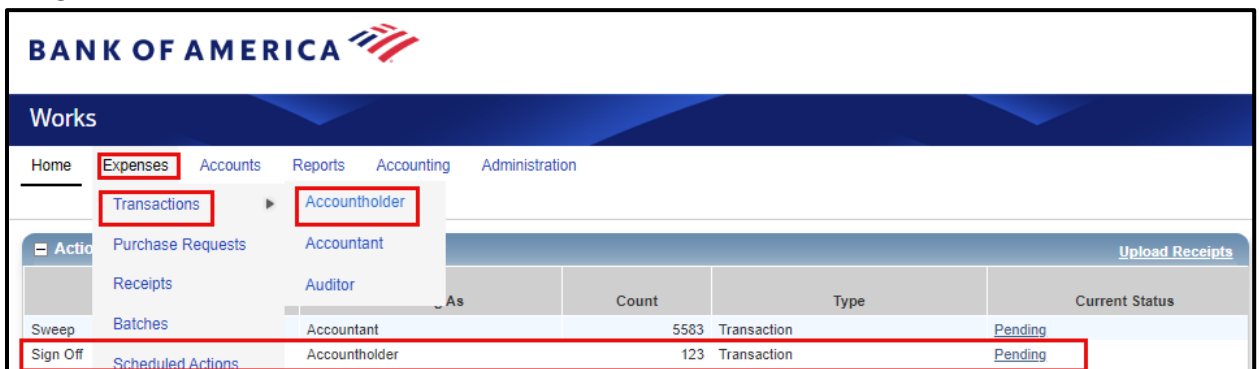 BANK OF AMERICA
Works
Home Expenses Accounts Reports Accounting Administration
Transactions Accountholder
Purchase Requests Accountant
Receipts Auditor
Batches
Scheduled Actions
Actio Upload Receipts
As Count Type Current Status
Sweep Accountant 5583 Transaction Pending
Sign Off Accountholder 123 Transaction Pending